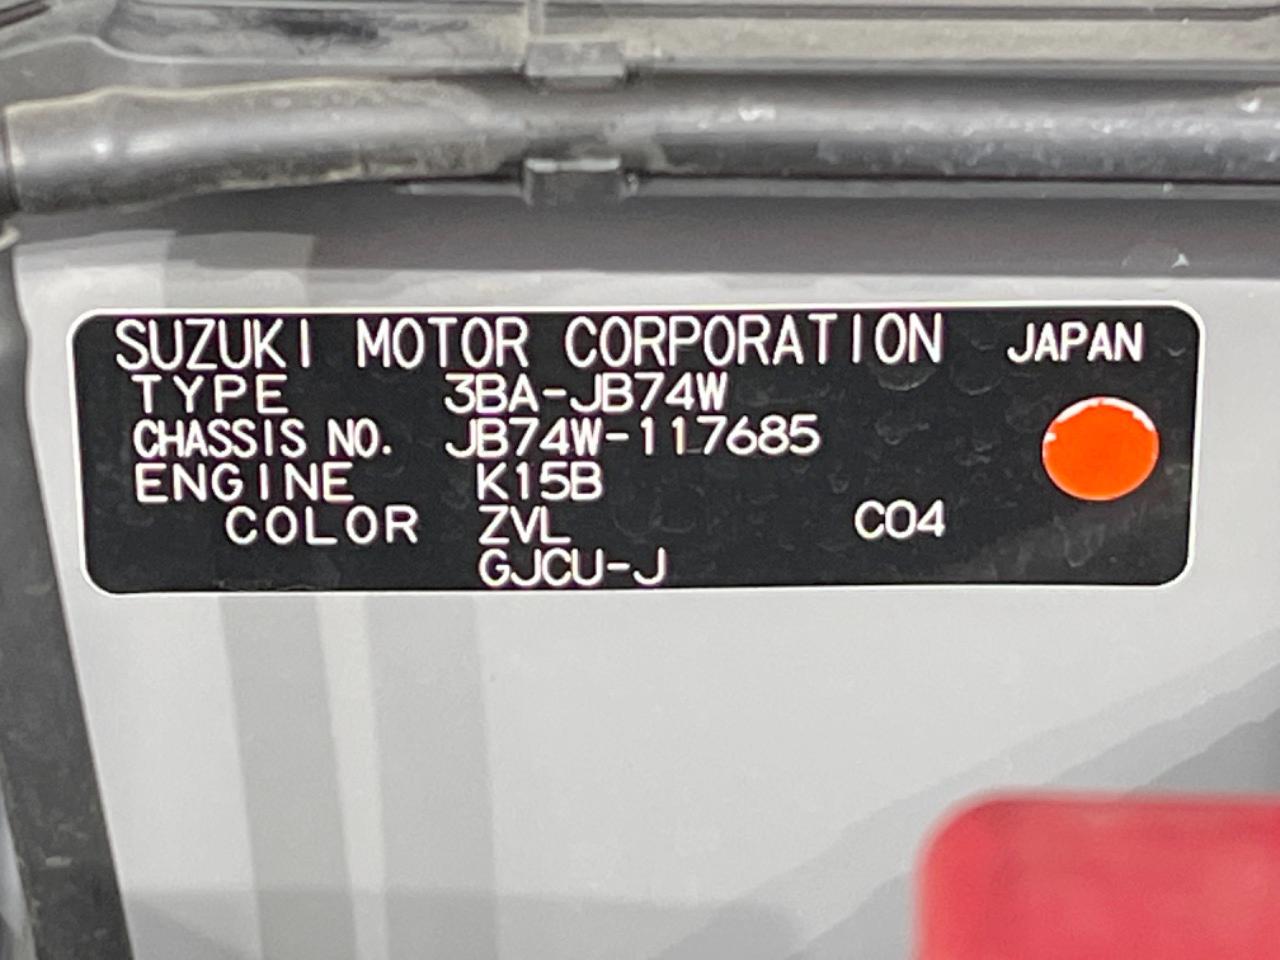 SUZUKI MOTOR CORPORATION JAPAN
TYPE 3BA-JB74W
CHASSIS NO. JB74W-117685
ENGINE K15B
COLOR ZVL C04
GJCU-J